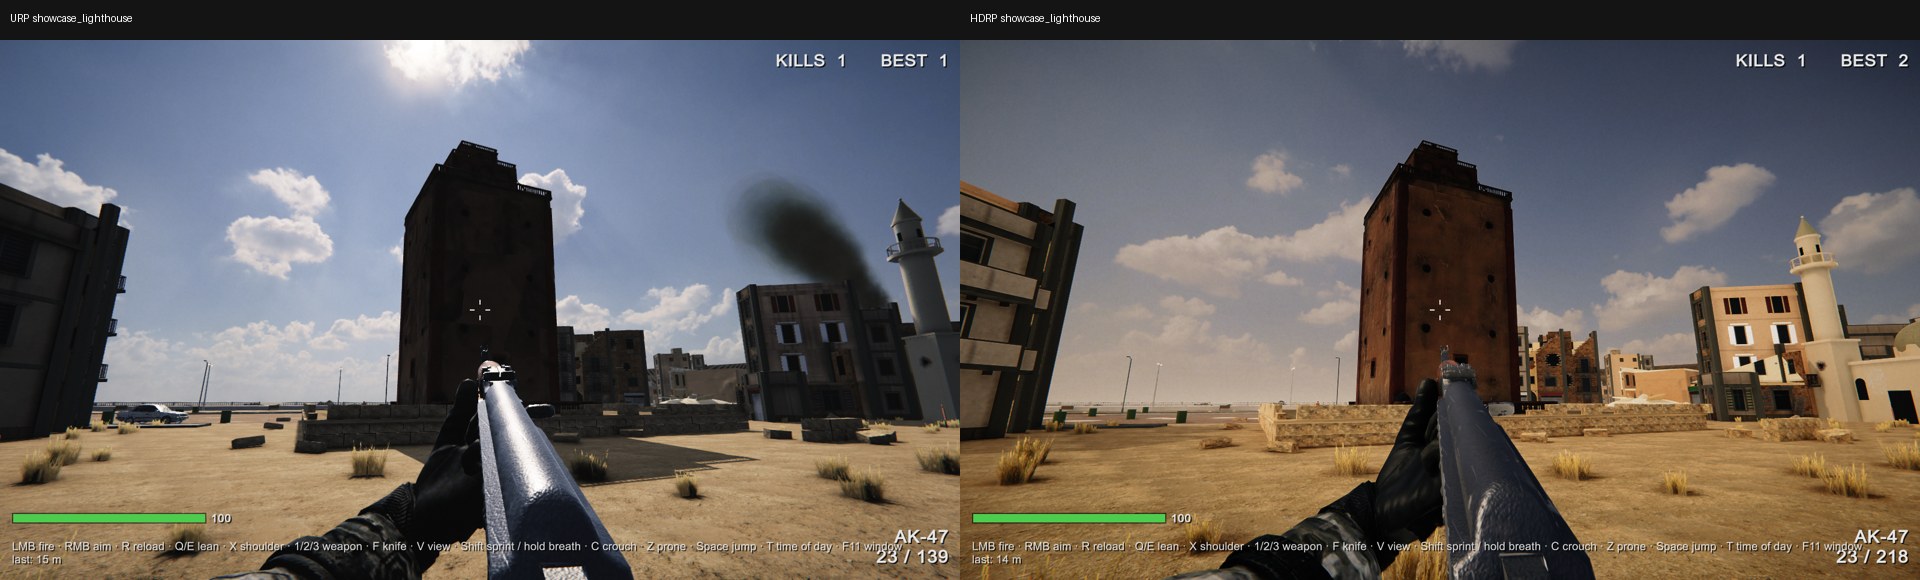 URP showcase_lighthouse
KILLS 1 BEST 1
100
LMB fire · RMB aim · R reload · Q/E lean · X shoulder · 1/2/3 weapon · F knife · V view · Shift sprint / hold breath · C crouch · Z prone · Space jump · T time of day · F11 window
last: 15 m
AK-47
23 / 139
HDRP showcase_lighthouse
KILLS 1 BEST 2
100
LMB fire · RMB aim · R reload · Q/E lean · X shoulder · 1/2/3 weapon · F knife · V view · Shift sprint / hold breath · C crouch · Z prone · Space jump · T time of day · F11 window
last: 14 m
AK-47
23 / 218